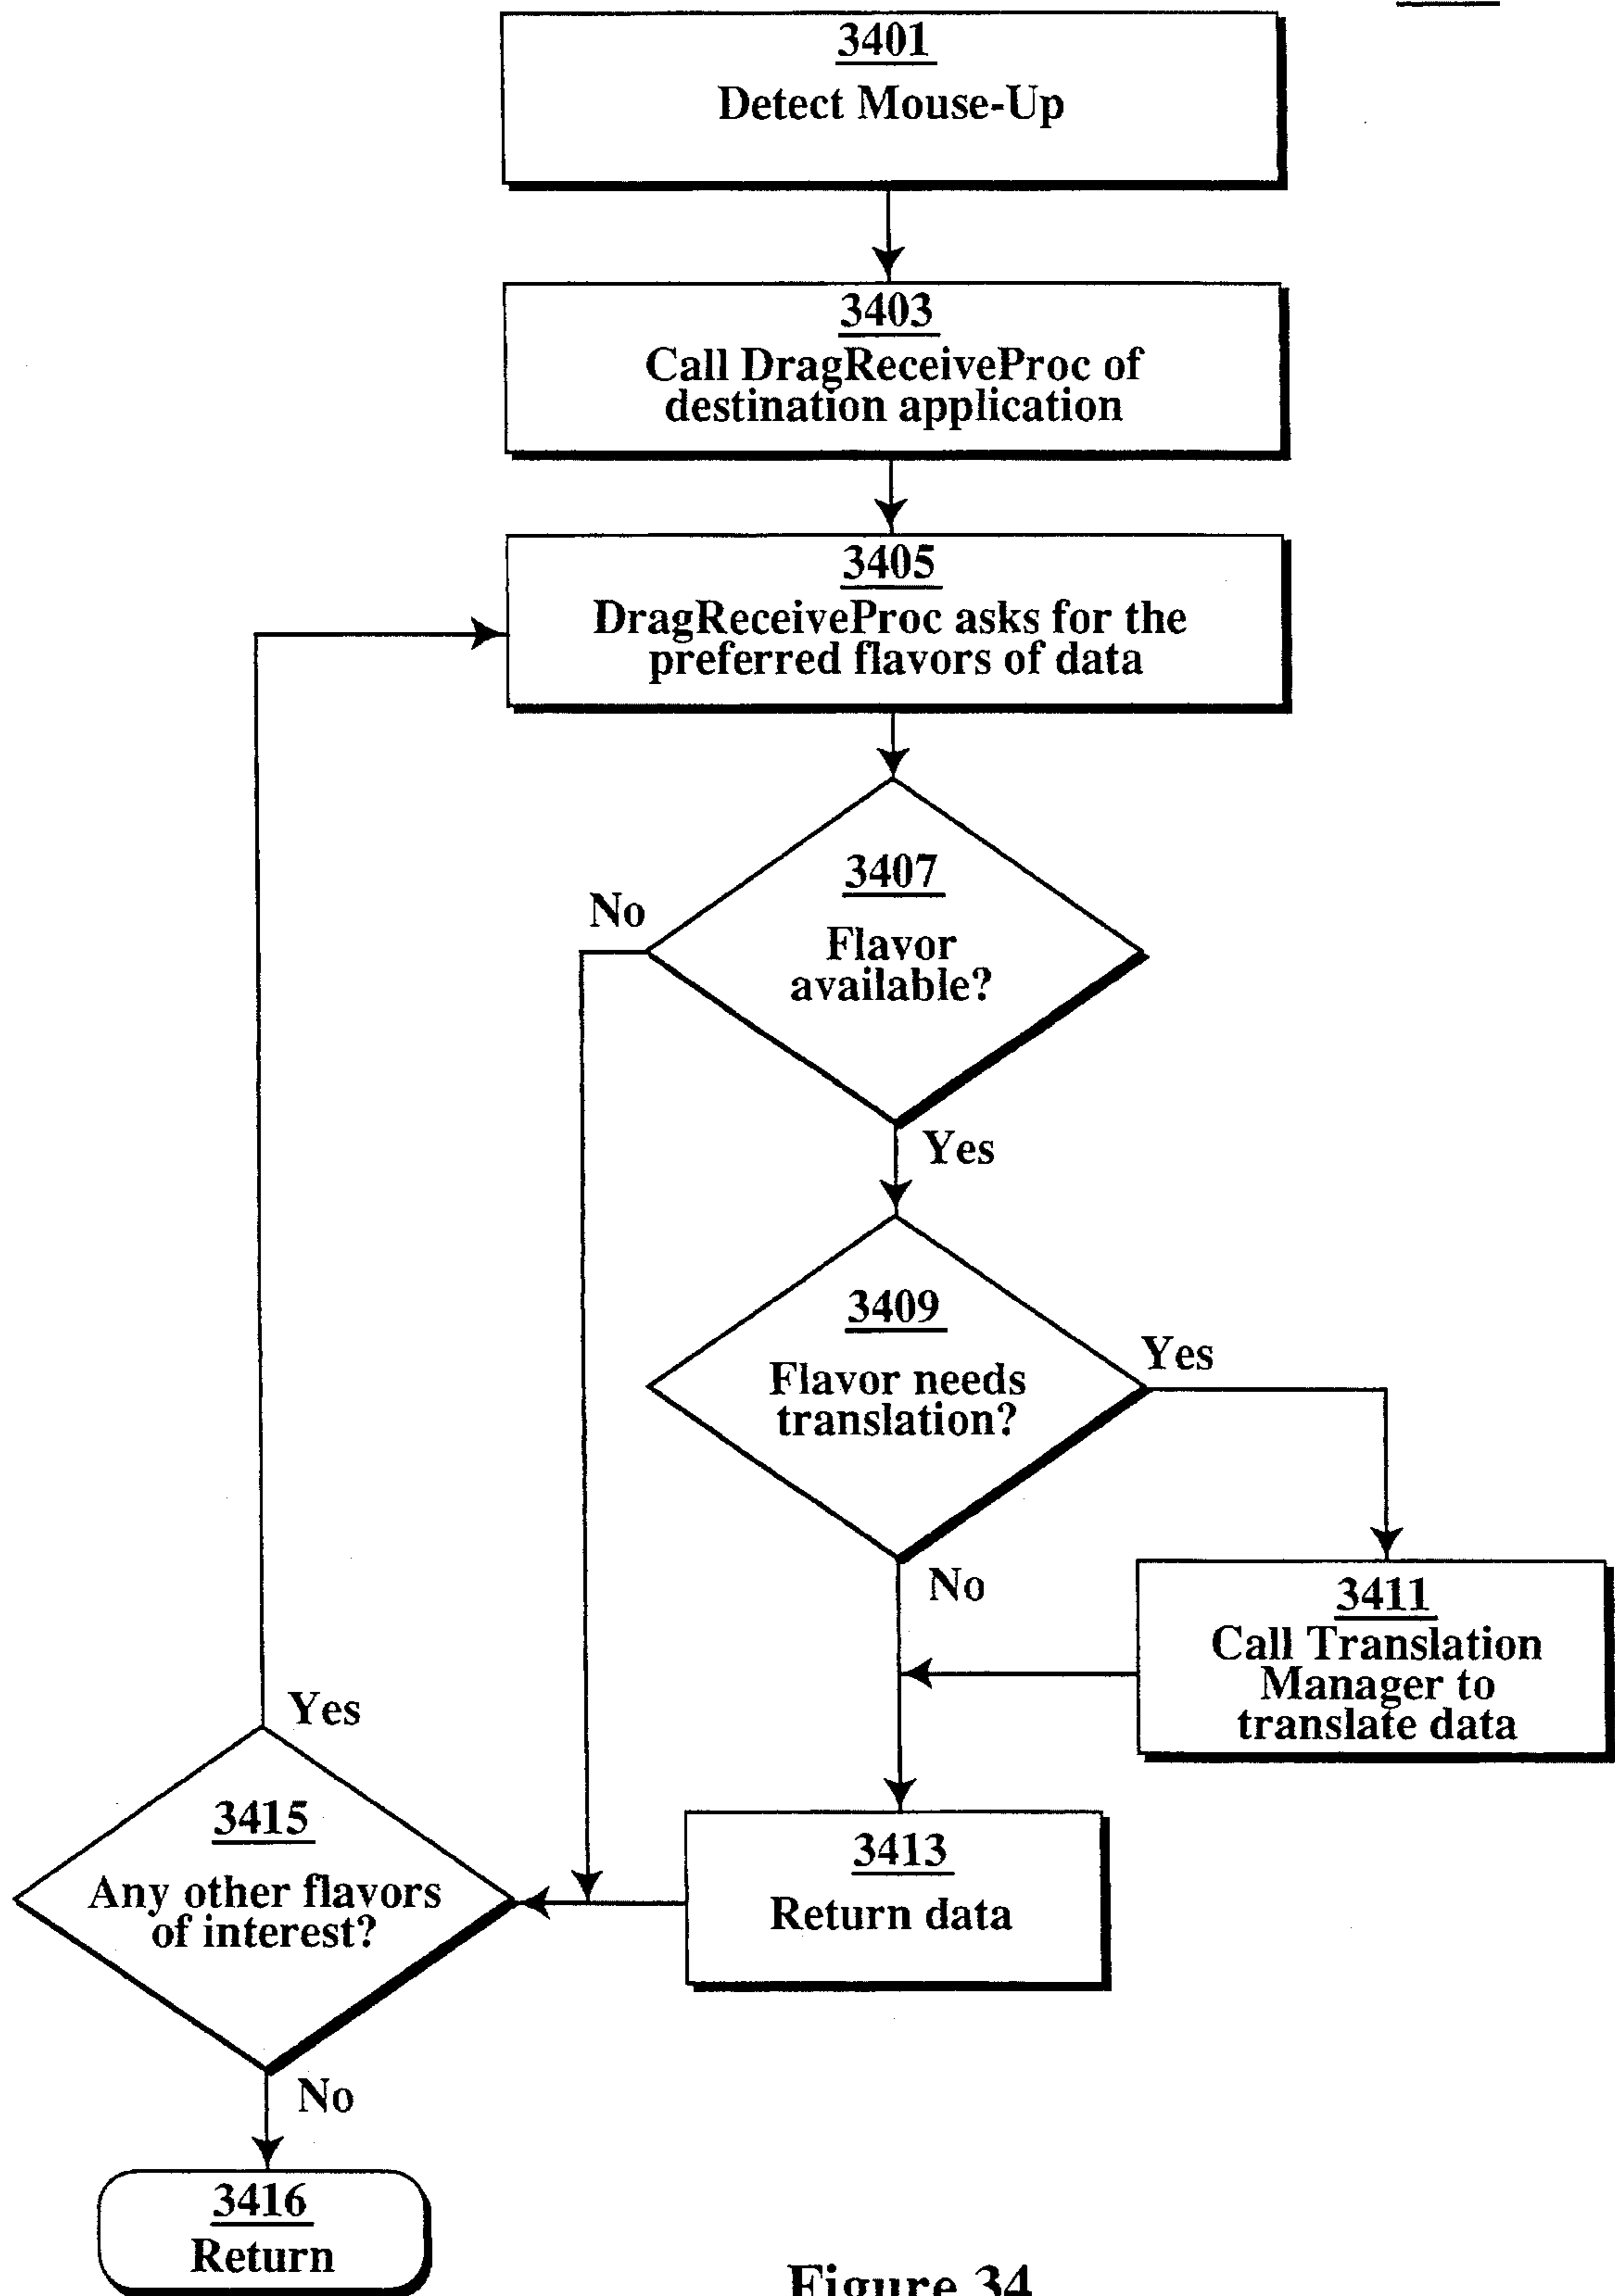 3401
Detect Mouse-Up
3403
Call DragReceiveProc of
destination application
3405
DragReceiveProc asks for the
preferred flavors of data
3407
Flavor
available?
No
Yes
3409
Flavor needs
translation?
Yes
No
3411
Call Translation
Manager to
translate data
3413
Return data
3415
Any other flavors
of interest?
Yes
No
3416
Return
Figure 34